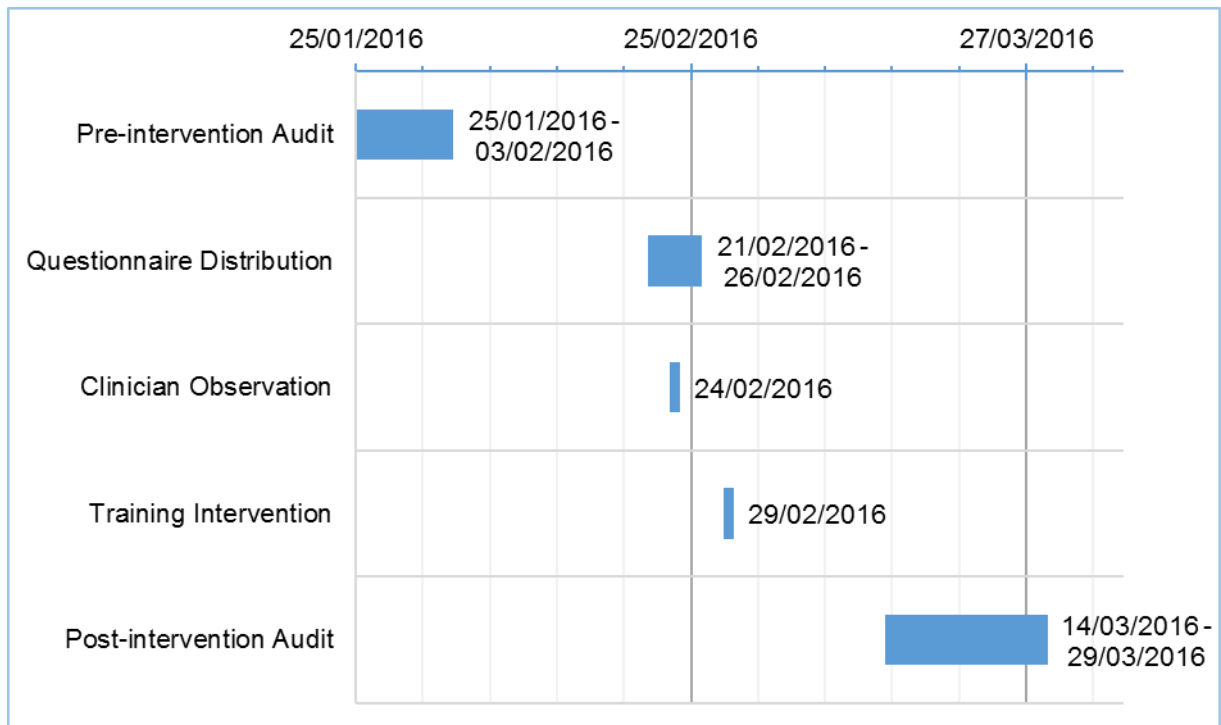 25/01/2016
25/02/2016
27/03/2016
Pre-intervention Audit
25/01/2016 -
03/02/2016
Questionnaire Distribution
21/02/2016 -
26/02/2016
Clinician Observation
24/02/2016
Training Intervention
29/02/2016
Post-intervention Audit
14/03/2016 -
29/03/2016